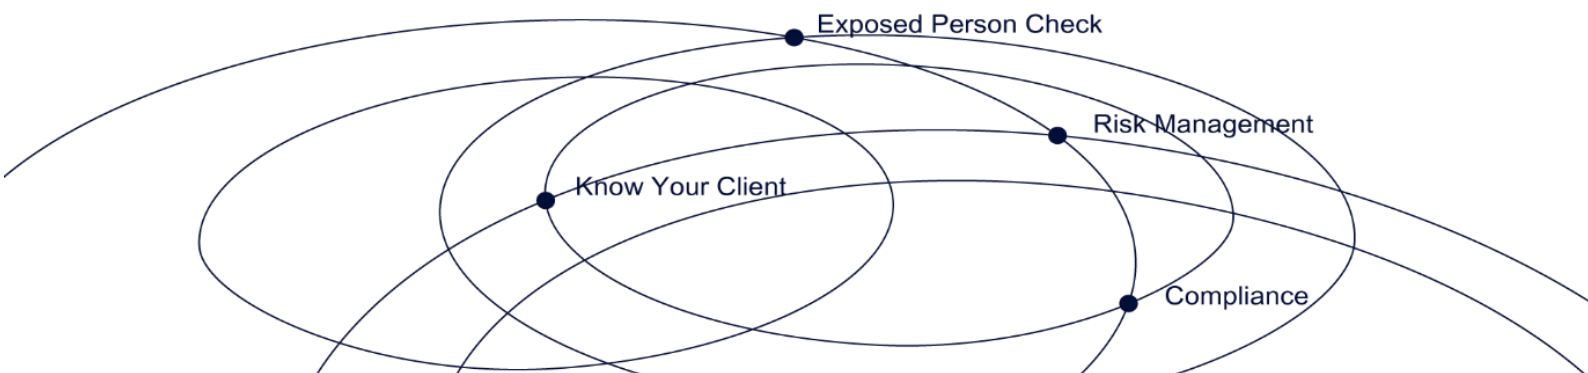 Exposed Person Check
Risk Management
Know Your Client
Compliance